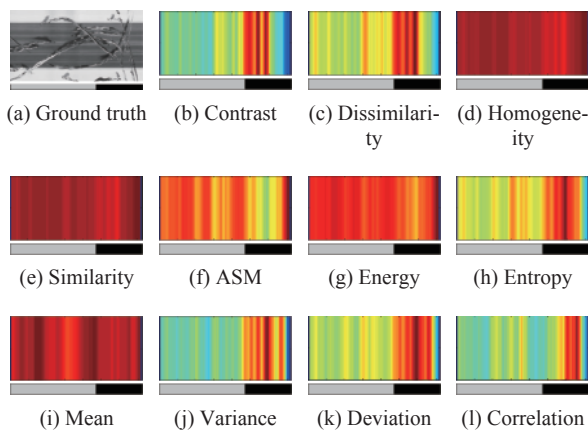 (a) Ground truth
(b) Contrast
(c) Dissimilari-
ty
(d) Homogene-
ity
(e) Similarity
(f) ASM
(g) Energy
(h) Entropy
(i) Mean
(j) Variance
(k) Deviation
(l) Correlation